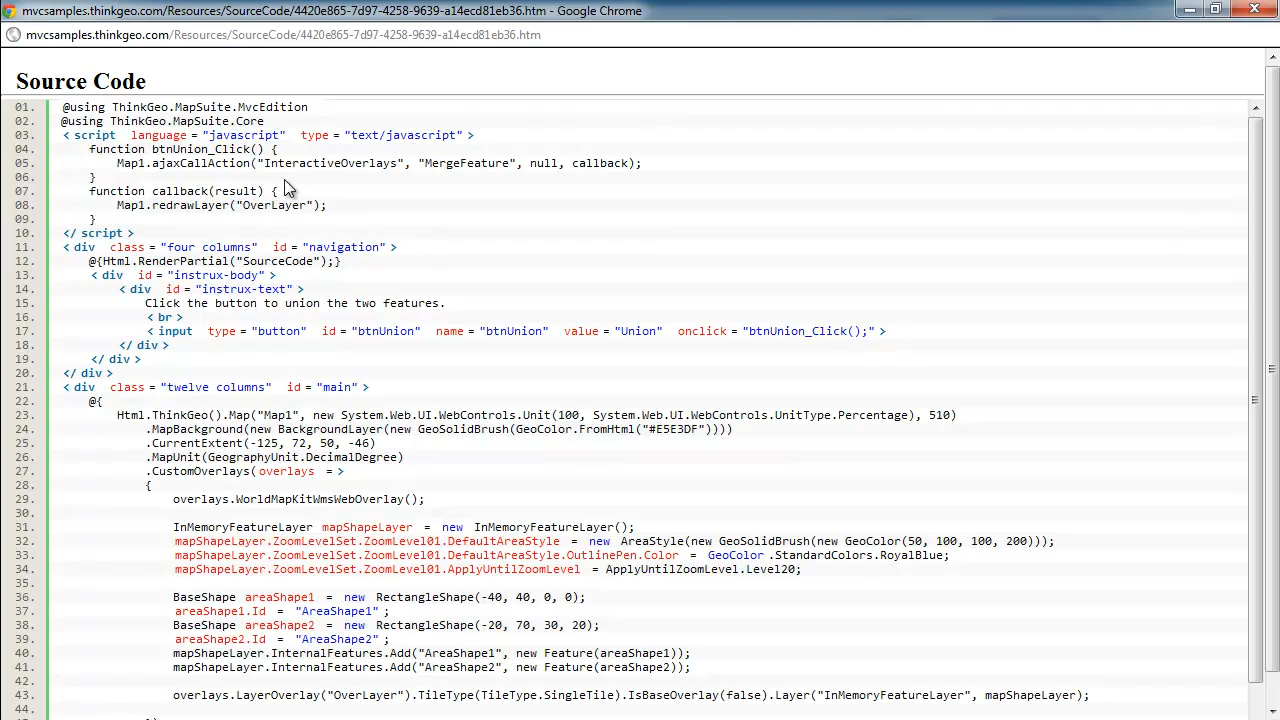 mvcsamples.thinkgeo.com/Resources/SourceCode/4420e865-7d97-4258-9639-a14ecd81eb36.htm - Google Chrome
mvcsamples.thinkgeo.com/Resources/SourceCode/4420e865-7d97-4258-9639-a14ecd81eb36.htm
Source Code
01. @using ThinkGeo.MapSuite.MvcEdition
02. @using ThinkGeo.MapSuite.Core
03. < script language = "javascript" type = "text/javascript" >
04. function btnUnion_Click() {
05. Map1.ajaxCallAction("InteractiveOverlays", "MergeFeature", null, callback);
06. }
07. function callback(result) {
08. Map1.redrawLayer("OverLayer");
09. }
10. </ script >
11. < div class = "four columns" id = "navigation" >
12. @{Html.RenderPartial("SourceCode");}
13. < div id = "instrux-body" >
14. < div id = "instrux-text" >
15. Click the button to union the two features.
16. < br >
17. < input type = "button" id = "btnUnion" name = "btnUnion" value = "Union" onclick = "btnUnion_Click();" >
18. </ div >
19. </ div >
20. </ div >
21. < div class = "twelve columns" id = "main" >
22. @{
23. Html.ThinkGeo().Map("Map1", new System.Web.UI.WebControls.Unit(100, System.Web.UI.WebControls.UnitType.Percentage), 510)
24. .MapBackground(new BackgroundLayer(new GeoSolidBrush(GeoColor.FromHtml("#E5E3DF"))))
25. .CurrentExtent(-125, 72, 50, -46)
26. .MapUnit(GeographyUnit.DecimalDegree)
27. .CustomOverlays( overlays = >
28. {
29. overlays.WorldMapKitWmsWebOverlay();
30.
31. InMemoryFeatureLayer mapShapeLayer = new InMemoryFeatureLayer();
32. mapShapeLayer.ZoomLevelSet.ZoomLevel01.DefaultAreaStyle = new AreaStyle(new GeoSolidBrush(new GeoColor(50, 100, 100, 200)));
33. mapShapeLayer.ZoomLevelSet.ZoomLevel01.DefaultAreaStyle.OutlinePen.Color = GeoColor .StandardColors.RoyalBlue;
34. mapShapeLayer.ZoomLevelSet.ZoomLevel01.ApplyUntilZoomLevel = ApplyUntilZoomLevel.Level20;
35.
36. BaseShape areaShape1 = new RectangleShape(-40, 40, 0, 0);
37. areaShape1.Id = "AreaShape1" ;
38. BaseShape areaShape2 = new RectangleShape(-20, 70, 30, 20);
39. areaShape2.Id = "AreaShape2" ;
40. mapShapeLayer.InternalFeatures.Add("AreaShape1", new Feature(areaShape1));
41. mapShapeLayer.InternalFeatures.Add("AreaShape2", new Feature(areaShape2));
42.
43. overlays.LayerOverlay("OverLayer").TileType(TileType.SingleTile).IsBaseOverlay(false).Layer("InMemoryFeatureLayer", mapShapeLayer);
44.